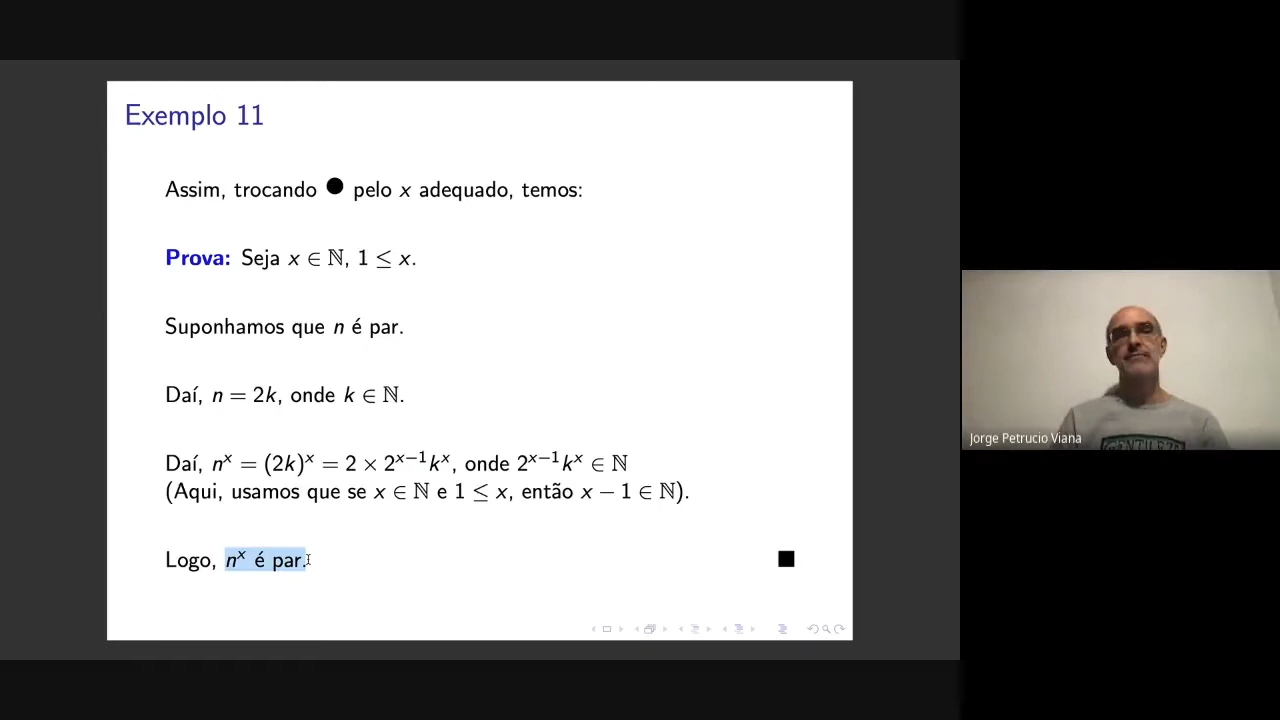 Exemplo 11
Assim, trocando ● pelo x adequado, temos:
Prova: Seja x ∈ ℕ, 1 ≤ x.
Suponhamos que n é par.
Daí, n = 2k, onde k ∈ ℕ.
Daí, nˣ = (2k)ˣ = 2 × 2ˣ⁻¹kˣ, onde 2ˣ⁻¹kˣ ∈ ℕ
(Aqui, usamos que se x ∈ ℕ e 1 ≤ x, então x − 1 ∈ ℕ).
Logo, nˣ é par. ■
Jorge Petrucio Viana
GENTILEZA